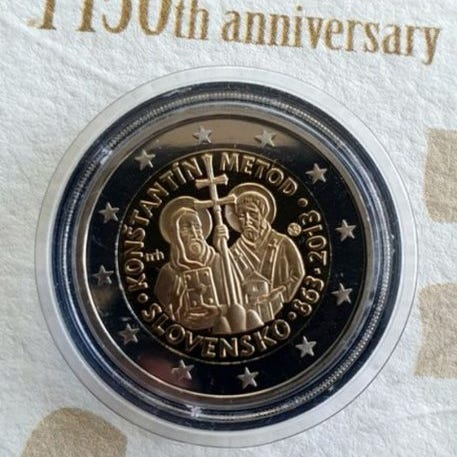 1150th anniversary
KONŠTANTÍN METOD
SLOVENSKO · 863 · 2013 ·